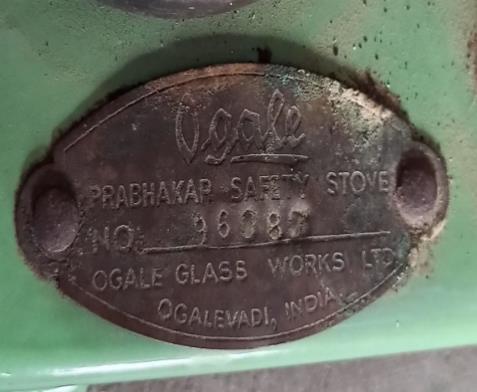 Ogale
PRABHAKAR SAFETY STOVE
NO.
OGALE GLASS WORKS LTD
OGALEVADI, INDIA.